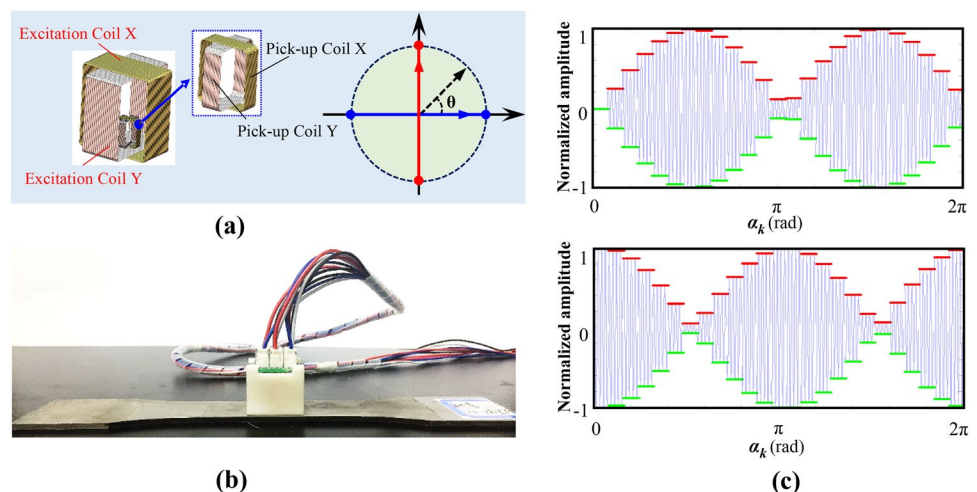 Excitation Coil X
Pick-up Coil X
Pick-up Coil Y
Excitation Coil Y
θ
(a)
(b)
Normalized amplitude
1
0
-1
0
π
2π
αk (rad)
Normalized amplitude
1
0
-1
0
π
2π
αk (rad)
(c)